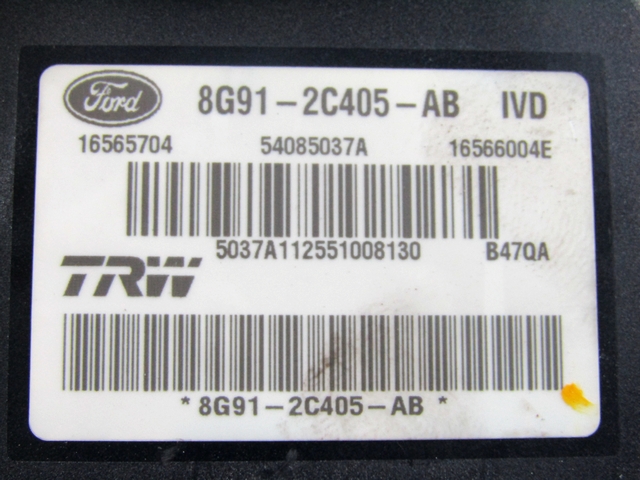 Ford 8G91-2C405-AB IVD
16565704 54085037A 16566004E
5037A112551008130 B47QA
TRW
*8G91-2C405-AB*